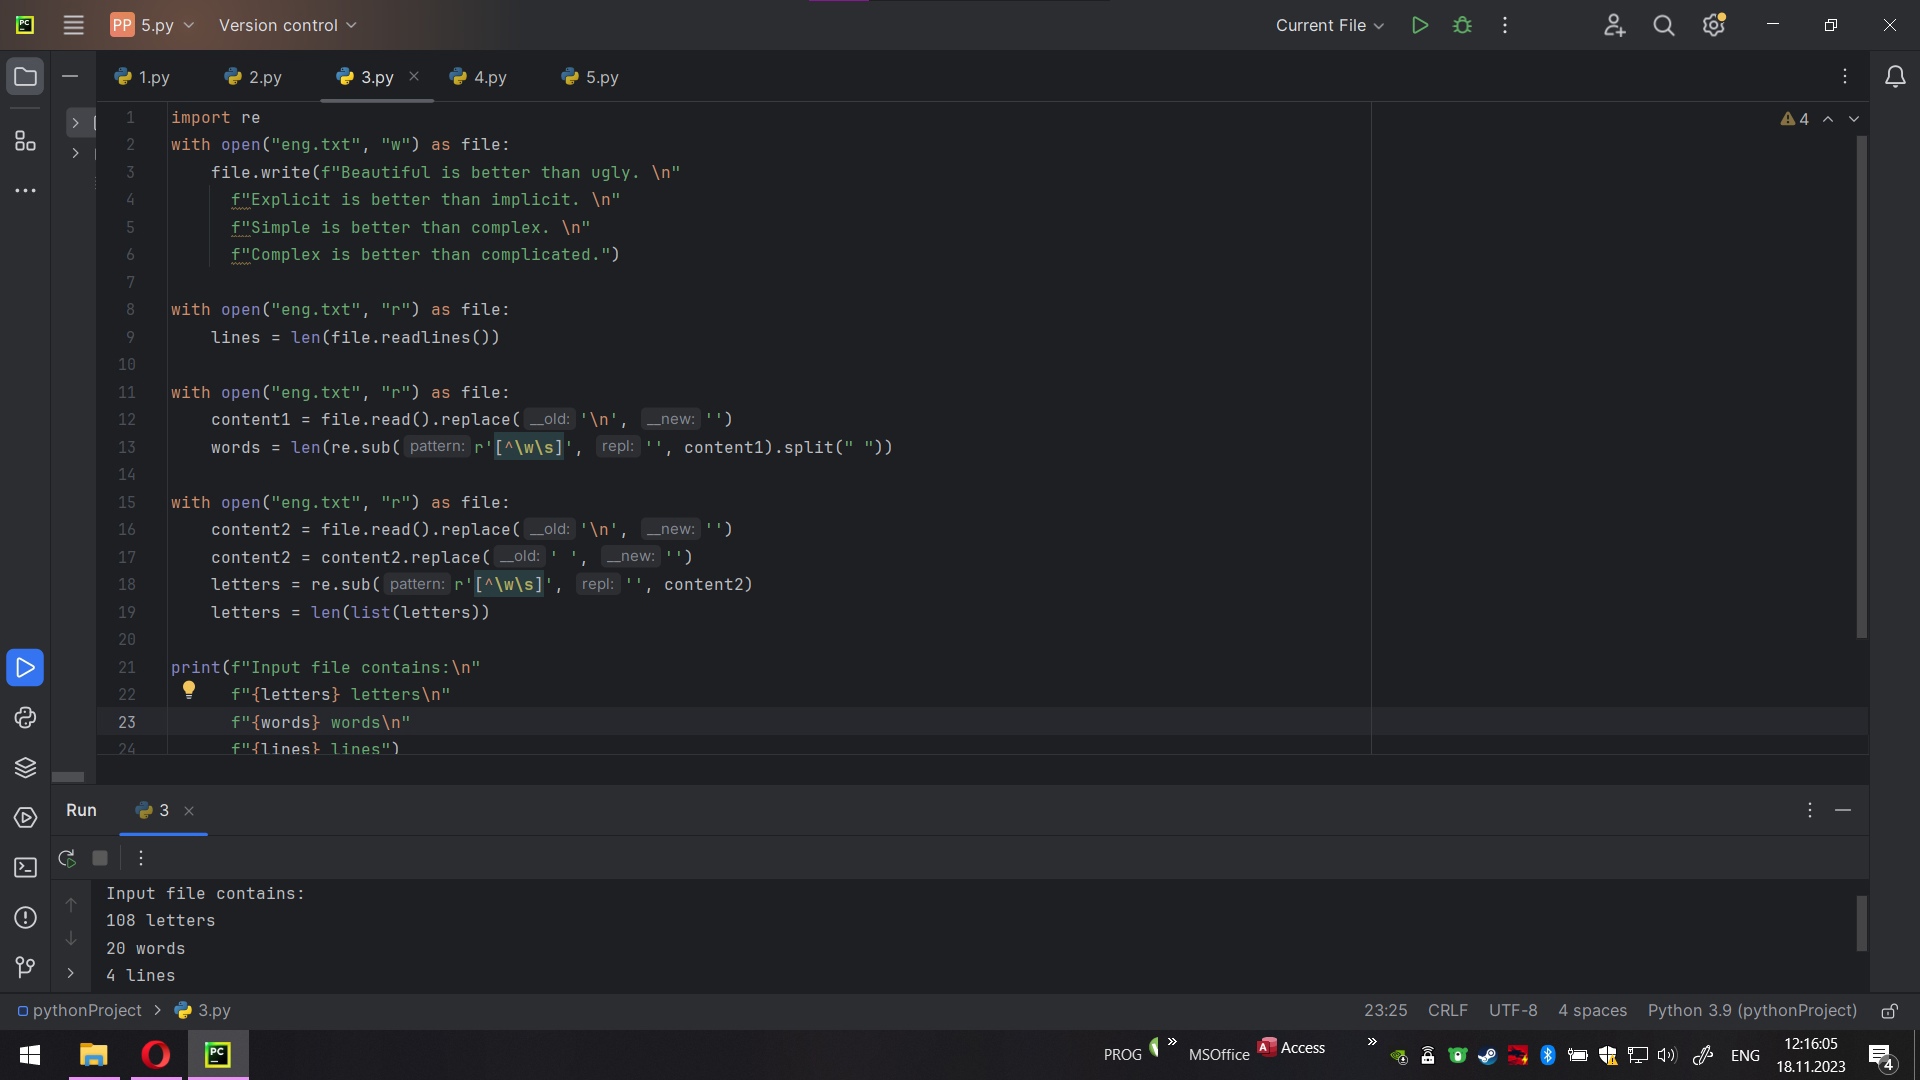 PC PP 5.py Version control Current File
1.py 2.py 3.py 4.py 5.py
1 import re
2 with open("eng.txt", "w") as file:
3 file.write(f"Beautiful is better than ugly. \n"
4 f"Explicit is better than implicit. \n"
5 f"Simple is better than complex. \n"
6 f"Complex is better than complicated.")
7
8 with open("eng.txt", "r") as file:
9 lines = len(file.readlines())
10
11 with open("eng.txt", "r") as file:
12 content1 = file.read().replace( __old: '\n', __new: '')
13 words = len(re.sub( pattern: r'[^\w\s]', repl: '', content1).split(" "))
14
15 with open("eng.txt", "r") as file:
16 content2 = file.read().replace( __old: '\n', __new: '')
17 content2 = content2.replace( __old: ' ', __new: '')
18 letters = re.sub( pattern: r'[^\w\s]', repl: '', content2)
19 letters = len(list(letters))
20
21 print(f"Input file contains:\n"
22 f"{letters} letters\n"
23 f"{words} words\n"
24 f"{lines} lines")
4
Run 3
Input file contains:
108 letters
20 words
4 lines
pythonProject > 3.py 23:25 CRLF UTF-8 4 spaces Python 3.9 (pythonProject)
PC PROG » MSOffice A Access » ENG 12:16:05
18.11.2023 4